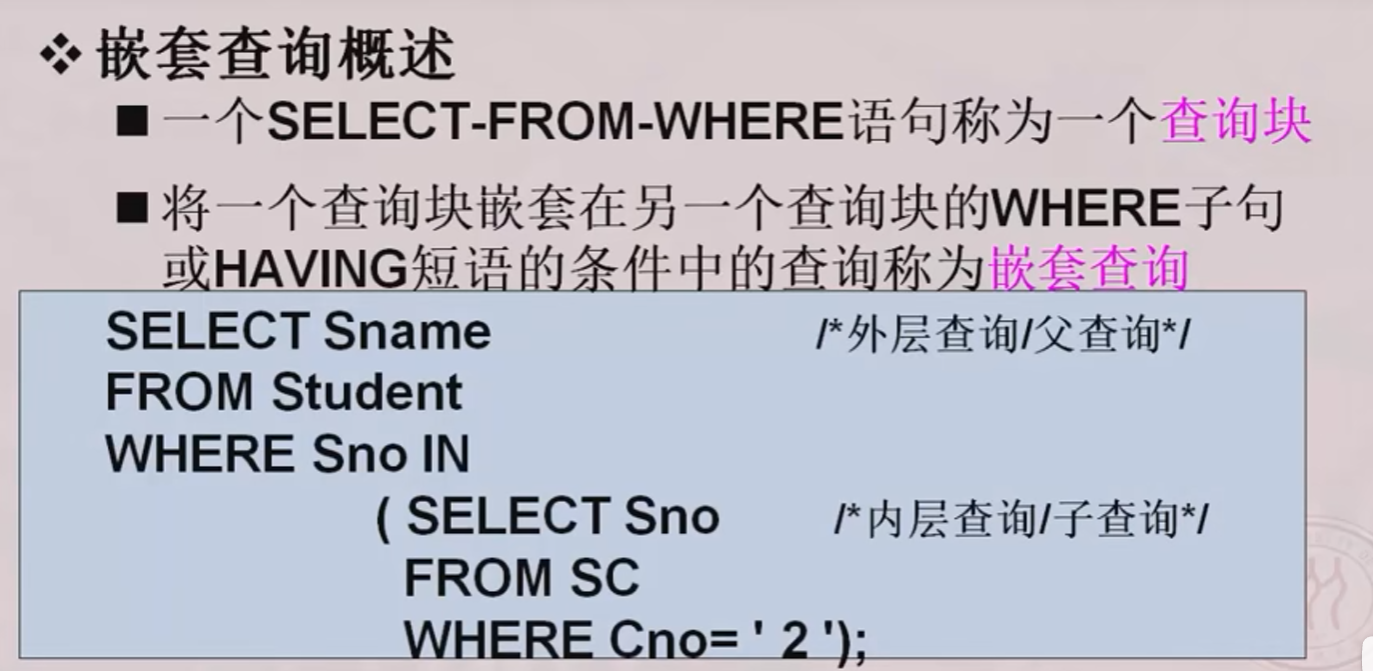 ❖嵌套查询概述
■ 一个SELECT-FROM-WHERE语句称为一个查询块
■ 将一个查询块嵌套在另一个查询块的WHERE子句
或HAVING短语的条件中的查询称为嵌套查询
SELECT Sname /*外层查询/父查询*/
FROM Student
WHERE Sno IN
( SELECT Sno /*内层查询/子查询*/
FROM SC
WHERE Cno= ' 2 ');